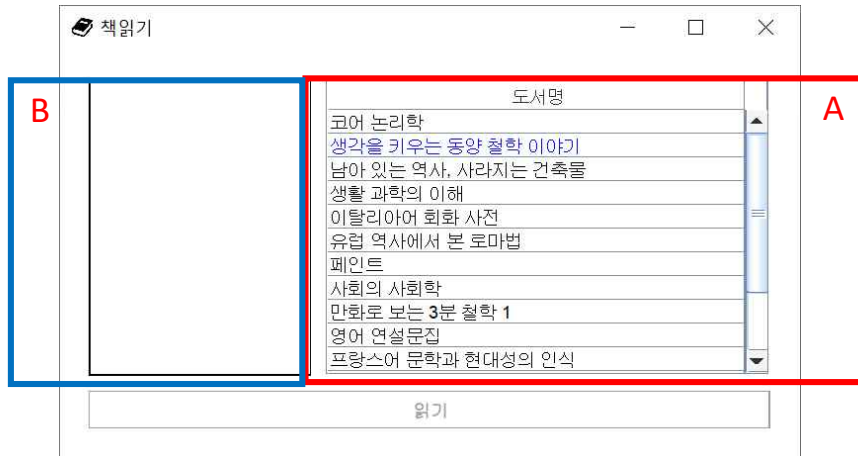 책읽기
B
A
도서명
코어 논리학
생각을 키우는 동양 철학 이야기
남아 있는 역사, 사라지는 건축물
생활 과학의 이해
이탈리아어 회화 사전
유럽 역사에서 본 로마법
페인트
사회의 사회학
만화로 보는 3분 철학 1
영어 연설문집
프랑스어 문학과 현대성의 인식
읽기